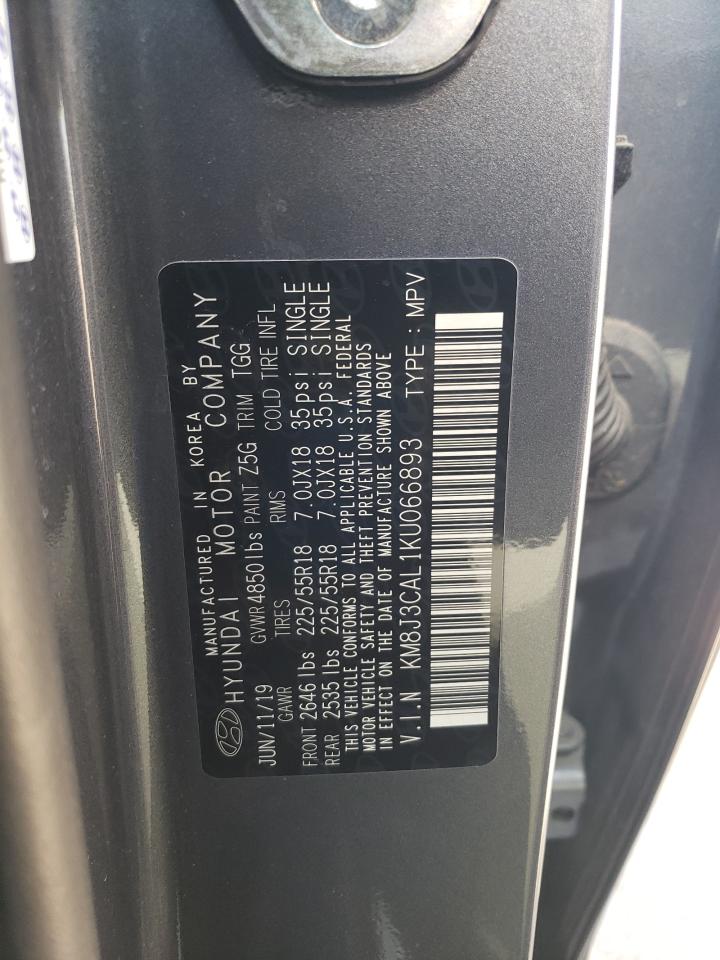 MANUFACTURED IN KOREA BY
HYUNDAI MOTOR COMPANY
JUN/11/19 GVWR 4850lbs PAINT Z5G TRIM TGG
GAWR TIRES RIMS COLD TIRE INFL
FRONT 2646 lbs 225/55R18 7.0JX18 35psi SINGLE
REAR 2535 lbs 225/55R18 7.0JX18 35psi SINGLE
THIS VEHICLE CONFORMS TO ALL APPLICABLE U.S.A. FEDERAL
MOTOR VEHICLE SAFETY AND THEFT PREVENTION STANDARDS
IN EFFECT ON THE DATE OF MANUFACTURE SHOWN ABOVE
V.I.N KM8J3CAL1KU066893 TYPE : MPV